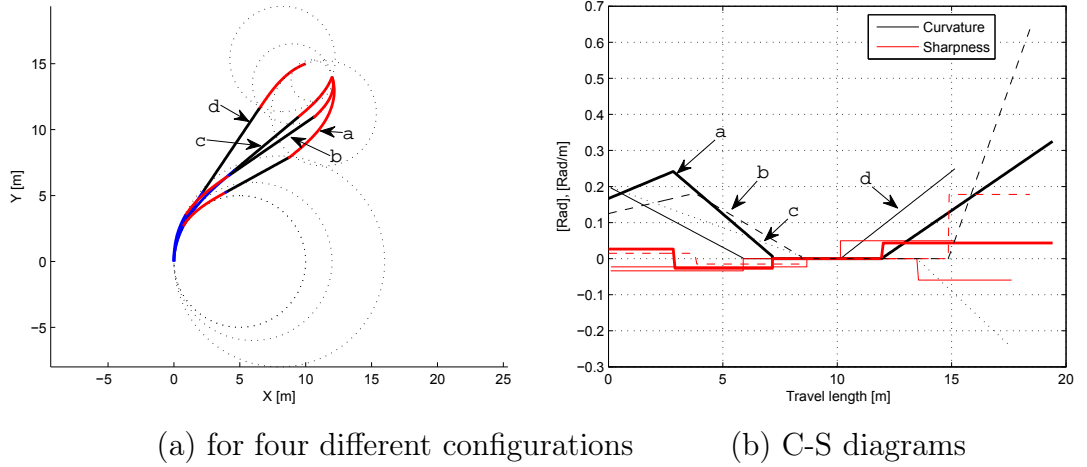 15
10
5
0
−5
Y [m]
d
c
a
b
−5 0 5 10 15 20 25
X [m]
0.7
0.6
0.5
0.4
0.3
0.2
0.1
0
−0.1
−0.2
−0.3
[Rad], [Rad/m]
Curvature
Sharpness
a
b
d
c
0 5 10 15 20
Travel length [m]
(a) for four different configurations
(b) C-S diagrams